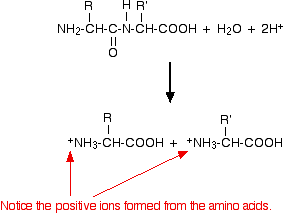 R H R'
NH₂-CH-C-N-CH-COOH + H₂O + 2H⁺
O
R R'
⁺NH₃-CH-COOH + ⁺NH₃-CH-COOH
Notice the positive ions formed from the amino acids.